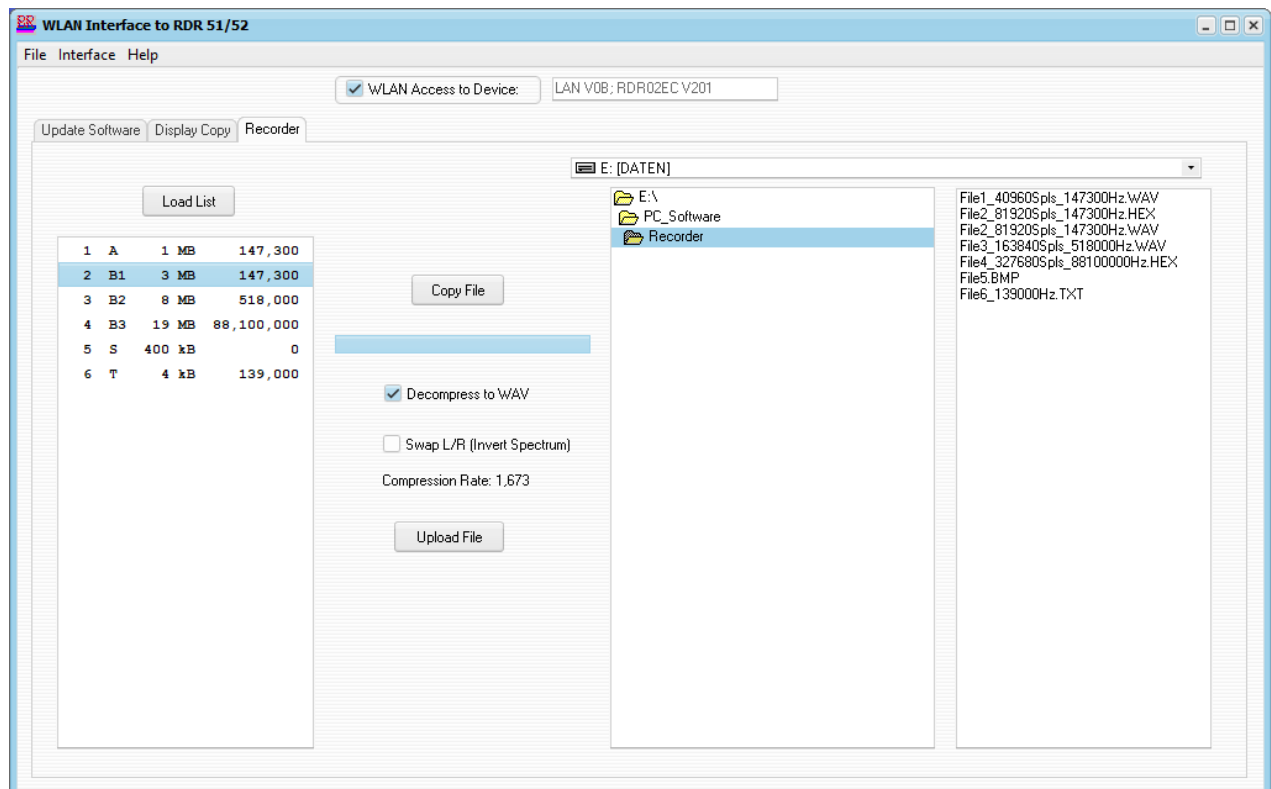 WLAN Interface to RDR 51/52
File Interface Help
WLAN Access to Device: LAN V0B; RDR02EC V201
Update Software Display Copy Recorder
E: [DATEN]
Load List
1 A 1 MB 147,300
2 B1 3 MB 147,300
3 B2 8 MB 518,000
4 B3 19 MB 88,100,000
5 S 400 kB 0
6 T 4 kB 139,000
Copy File
Decompress to WAV
Swap L/R (Invert Spectrum)
Compression Rate: 1,673
Upload File
E:\
PC_Software
Recorder
File1_40960Spls_147300Hz.WAV
File2_81920Spls_147300Hz.HEX
File2_81920Spls_147300Hz.WAV
File3_163840Spls_518000Hz.WAV
File4_327680Spls_88100000Hz.HEX
File5.BMP
File6_139000Hz.TXT